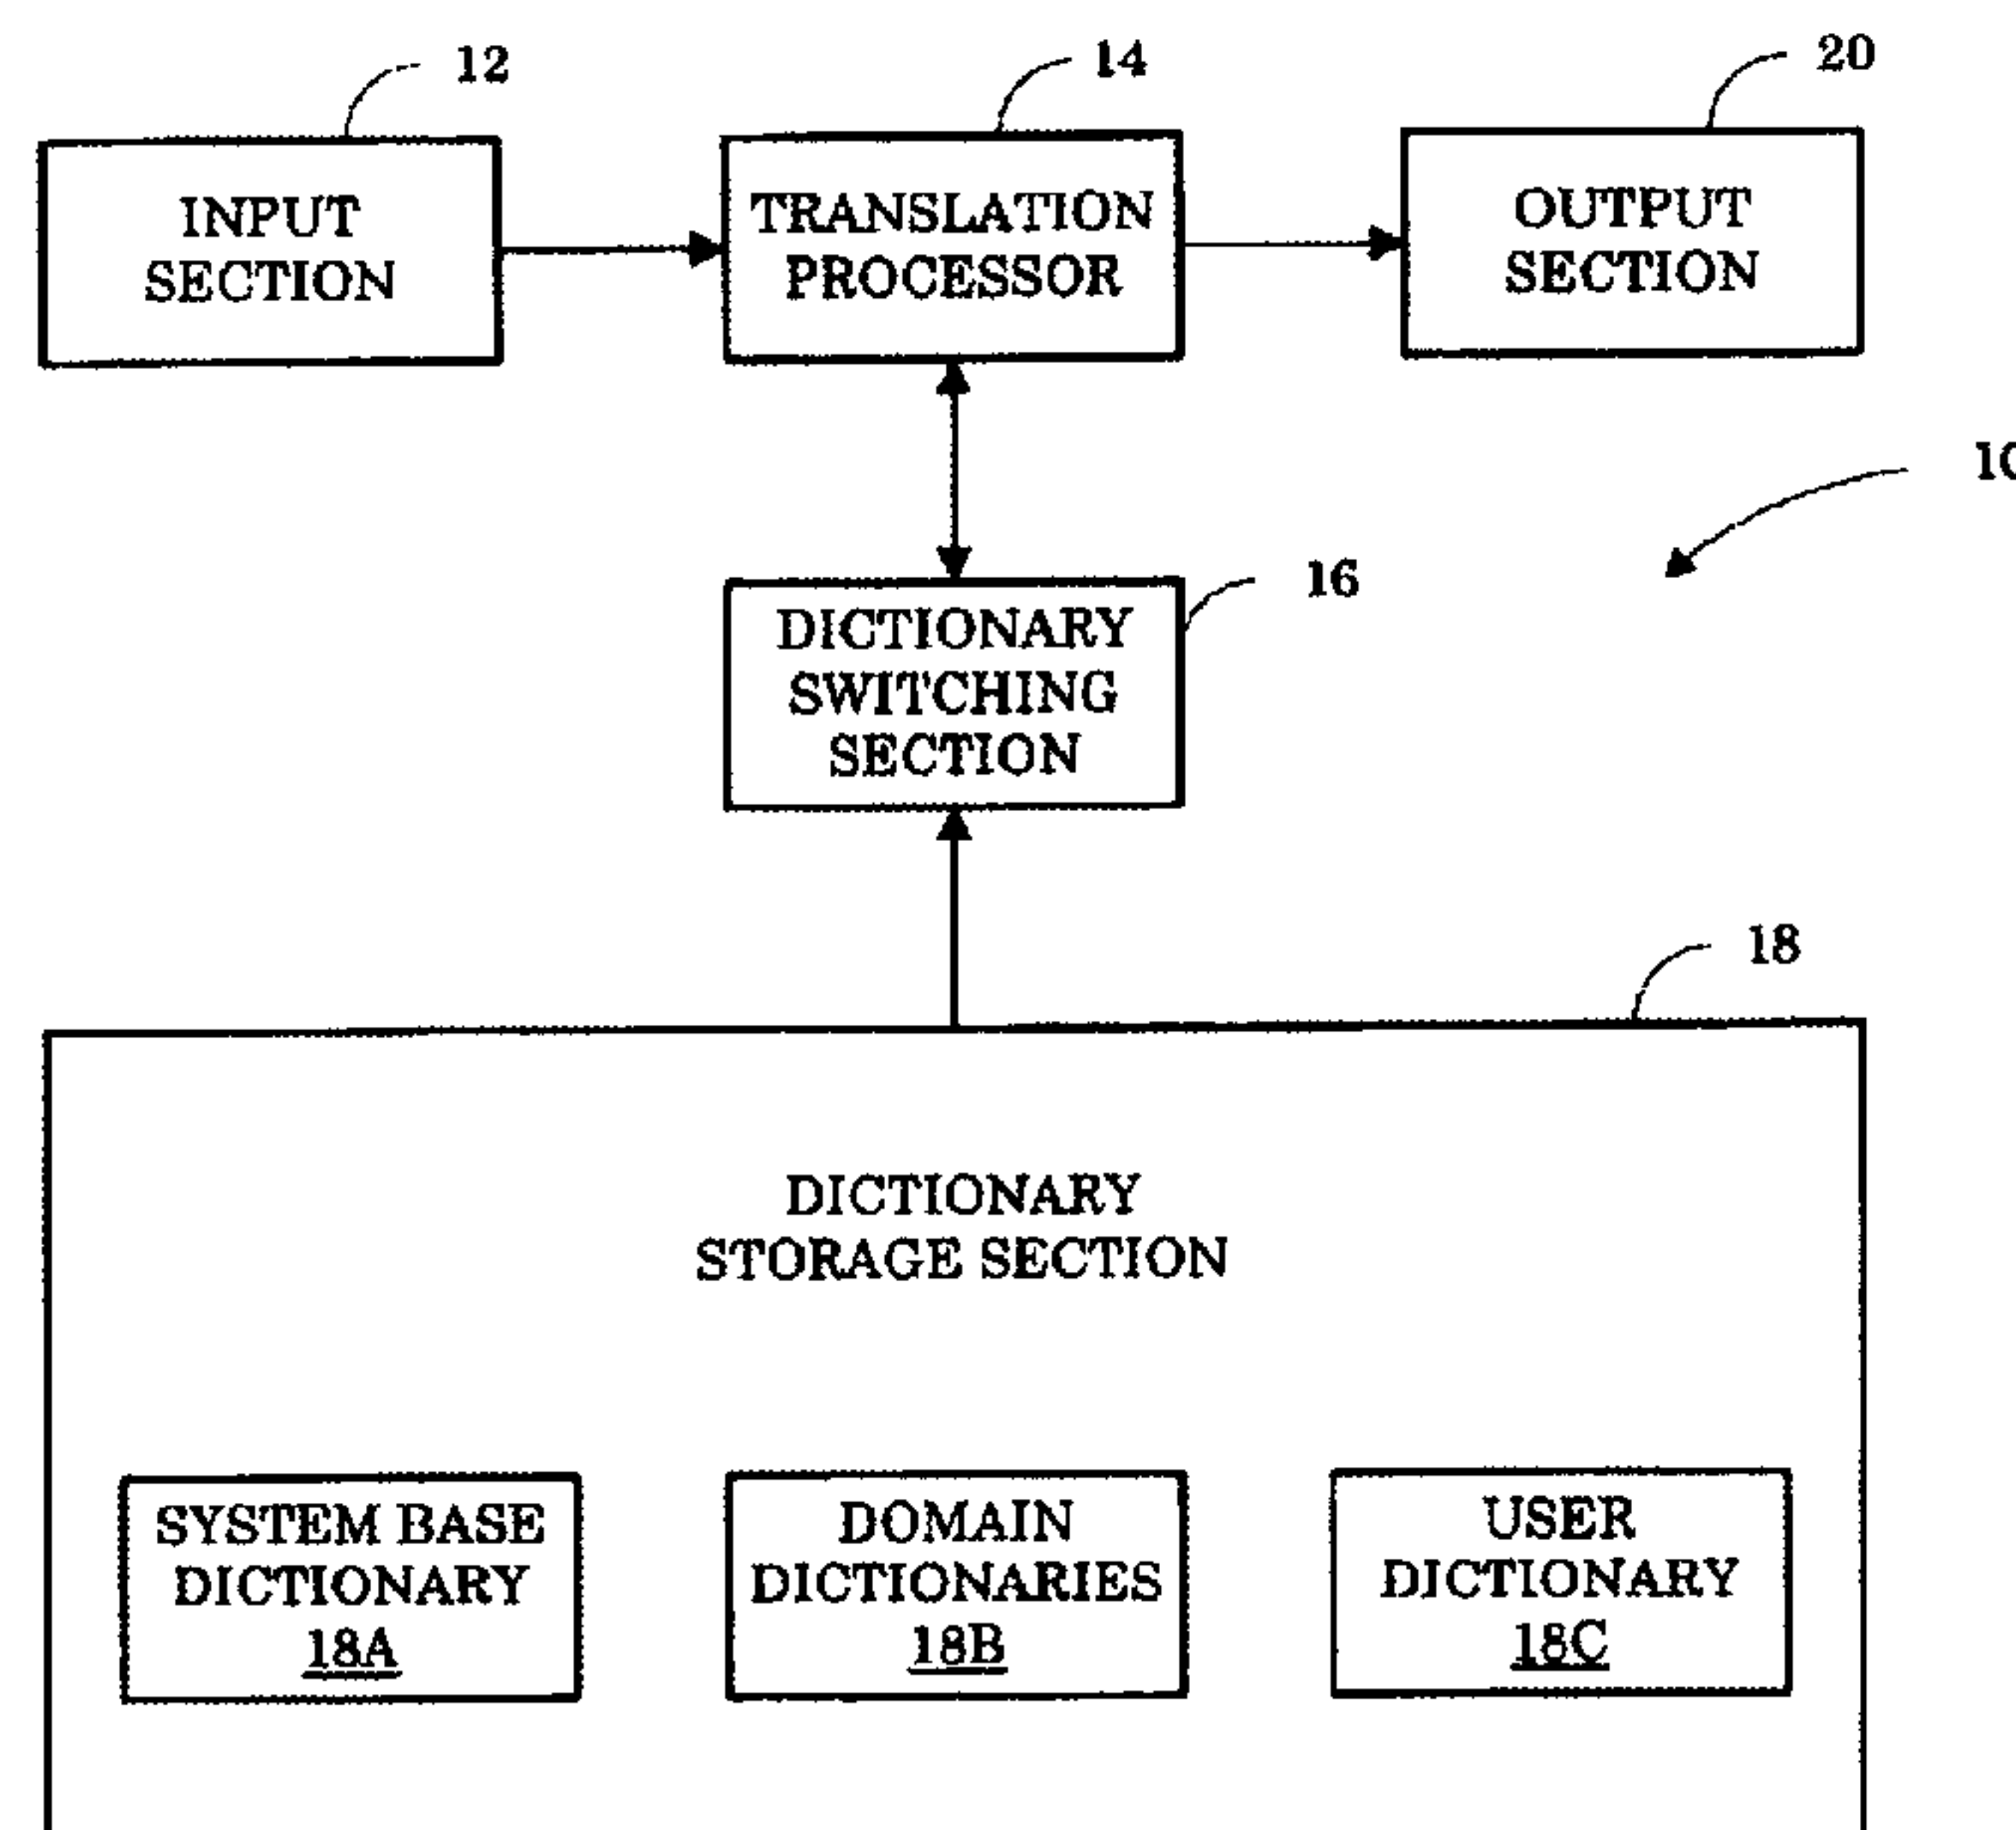 12
14
20
INPUT
SECTION
TRANSLATION
PROCESSOR
OUTPUT
SECTION
10
16
DICTIONARY
SWITCHING
SECTION
18
DICTIONARY
STORAGE SECTION
SYSTEM BASE
DICTIONARY
18A
DOMAIN
DICTIONARIES
18B
USER
DICTIONARY
18C